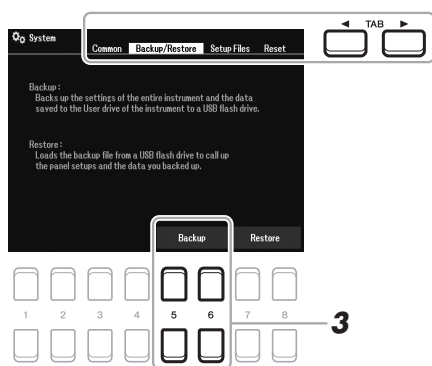 System
Common Backup/Restore Setup Files Reset
◄ TAB ►
Backup :
Backs up the settings of the entire instrument and the data
saved to the User drive of the instrument to a USB flash drive.
Restore :
Loads the backup file from a USB flash drive to call up
the panel setups and the data you backed up.
Backup Restore
1 2 3 4 5 6 7 8
3